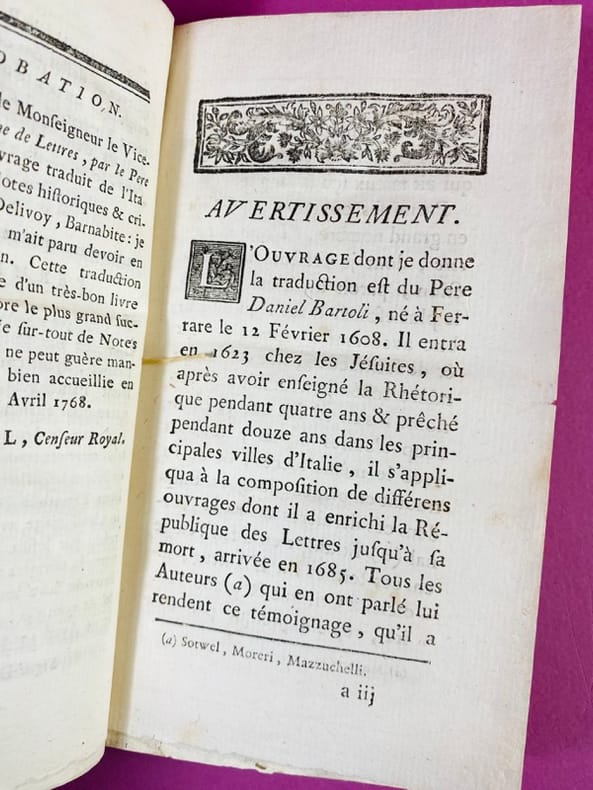 OBATION.
de Monſeigneur le Vice-
me de Lettres, par le Pere
vrage traduit de l'Ita
Notes hiſtoriques & cri-
Delivoy, Barnabite: je
m'ait paru devoir en
n. Cette traduction
e d'un très-bon livre
ore le plus grand ſuc-
e ſur-tout de Notes
ne peut guère man-
bien accueillie en
Avril 1768.
L, Cenſeur Royal.
AVERTISSEMENT.
L'OUVRAGE dont je donne
la traduction eſt du Pere
Daniel Bartoli, né à Fer-
rare le 12 Février 1608. Il entra
en 1623 chez les Jéſuites, où
après avoir enſeigné la Rhétori-
que pendant quatre ans & prêché
pendant douze ans dans les prin-
cipales villes d'Italie, il s'appli-
qua à la compoſition de différens
ouvrages dont il a enrichi la Ré-
publique des Lettres juſqu'à ſa
mort, arrivée en 1685. Tous les
Auteurs (a) qui en ont parlé lui
rendent ce témoignage, qu'il a
(a) Sotwel, Moreri, Mazzuchelli.
a iij